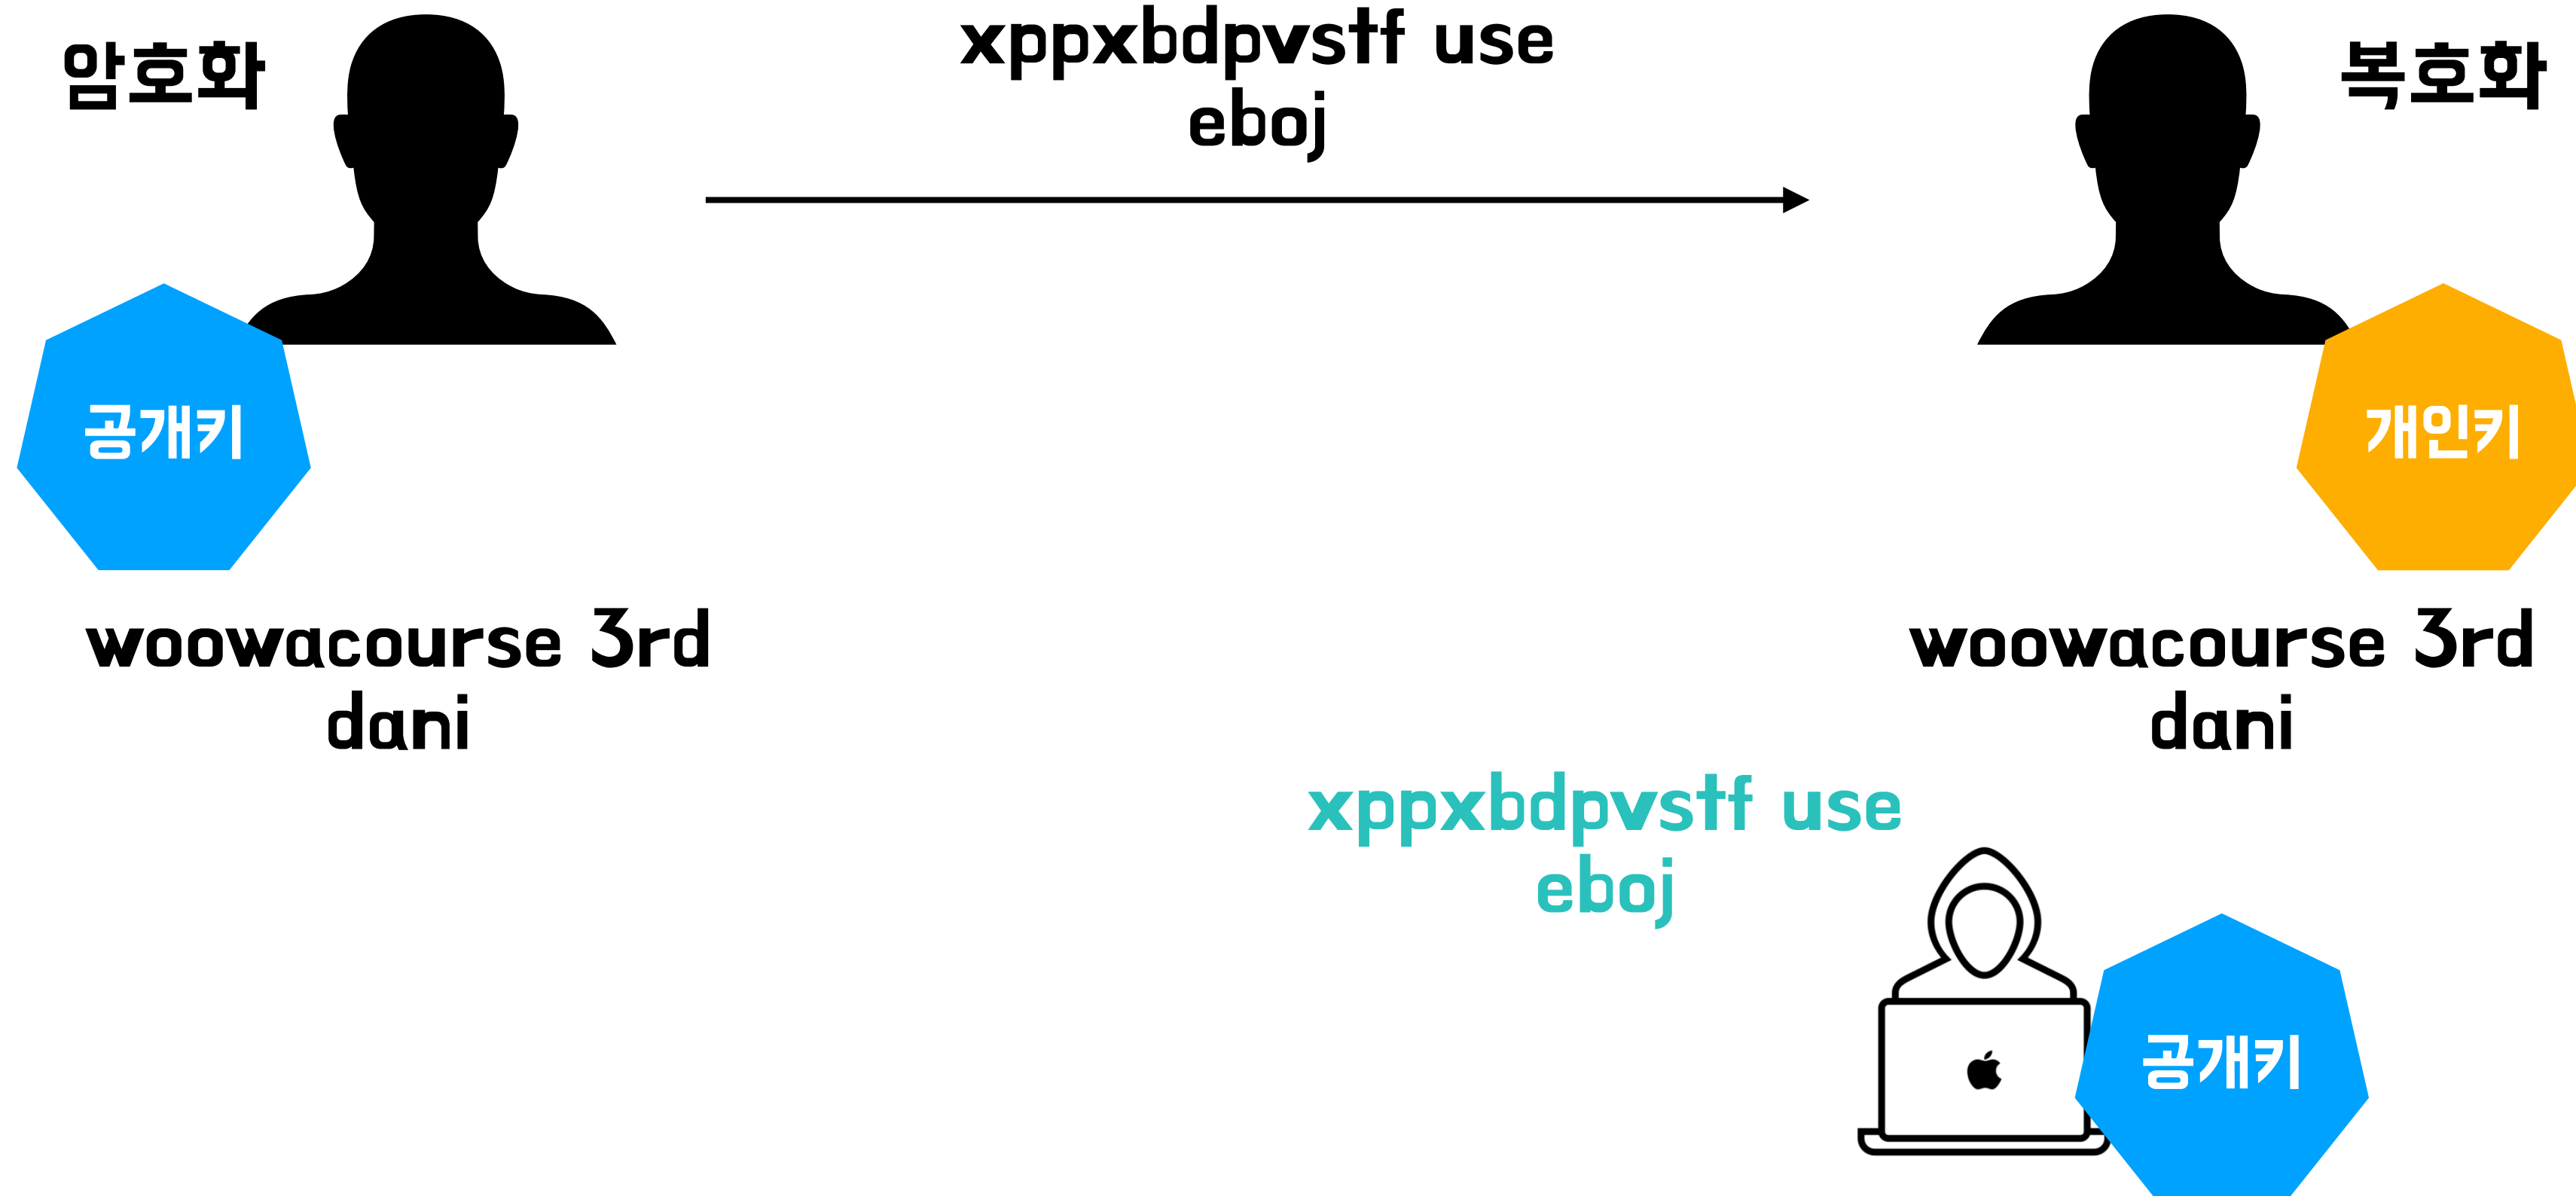 암호화
xppxbdpvstf use
eboj
복호화
공개키
개인키
woowacourse 3rd
dani
woowacourse 3rd
dani
xppxbdpvstf use
eboj
공개키